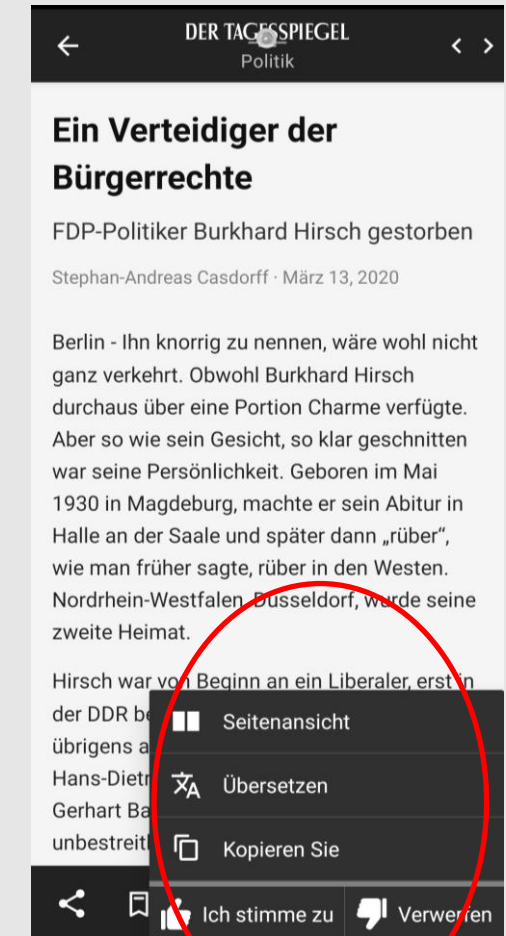 DER TAGESSPIEGEL
Politik
Ein Verteidiger der
Bürgerrechte
FDP-Politiker Burkhard Hirsch gestorben
Stephan-Andreas Casdorff · März 13, 2020
Berlin - Ihn knorrig zu nennen, wäre wohl nicht
ganz verkehrt. Obwohl Burkhard Hirsch
durchaus über eine Portion Charme verfügte.
Aber so wie sein Gesicht, so klar geschnitten
war seine Persönlichkeit. Geboren im Mai
1930 in Magdeburg, machte er sein Abitur in
Halle an der Saale und später dann „rüber“,
wie man früher sagte, rüber in den Westen.
Nordrhein-Westfalen, Düsseldorf, wurde seine
zweite Heimat.
Hirsch war von Beginn an ein Liberaler, erst in
der DDR
übrigens
Gerhart
Seitenansicht
Übersetzen
Kopieren Sie
Ich stimme zu
Verwerfen